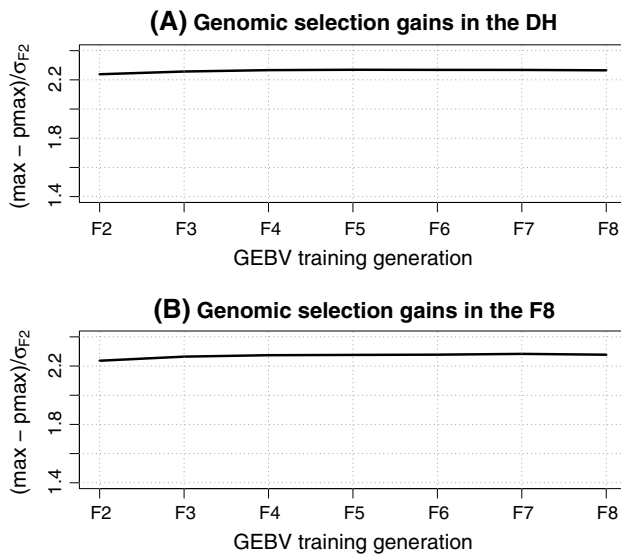 (A) Genomic selection gains in the DH
(max − pmax)/σF2
2.2
1.8
1.4
F2 F3 F4 F5 F6 F7 F8
GEBV training generation
(B) Genomic selection gains in the F8
(max − pmax)/σF2
2.2
1.8
1.4
F2 F3 F4 F5 F6 F7 F8
GEBV training generation